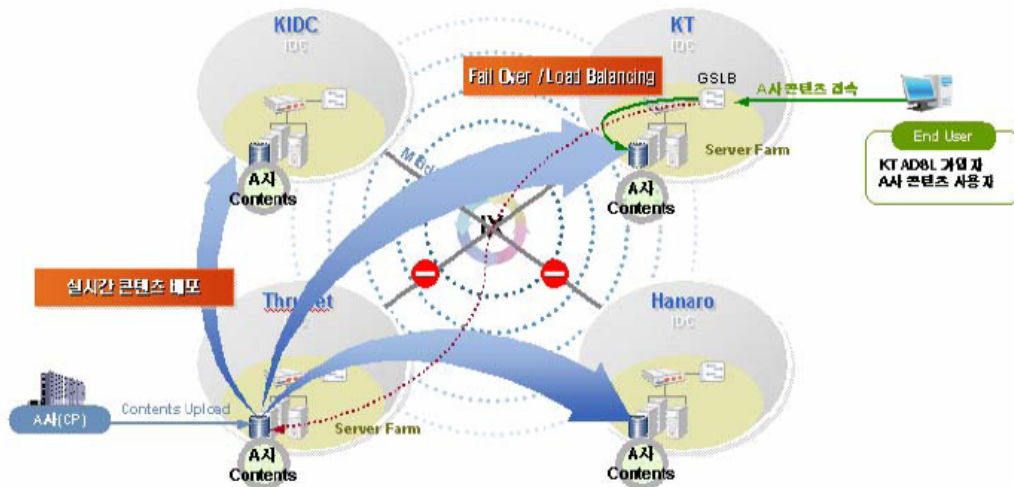 KIDC
IDC
KT
IDC
Fail Over / Load Balancing
GSLB
A사 콘텐츠 접속
End User
KT ADSL 가입자
A사 콘텐츠 사용자
Server Farm
A사
Contents
A사
Contents
IX
실시간 콘텐츠 배포
Hanaro
IDC
A사(CP)
Contents Upload
Server Farm
A사
Contents
A사
Contents